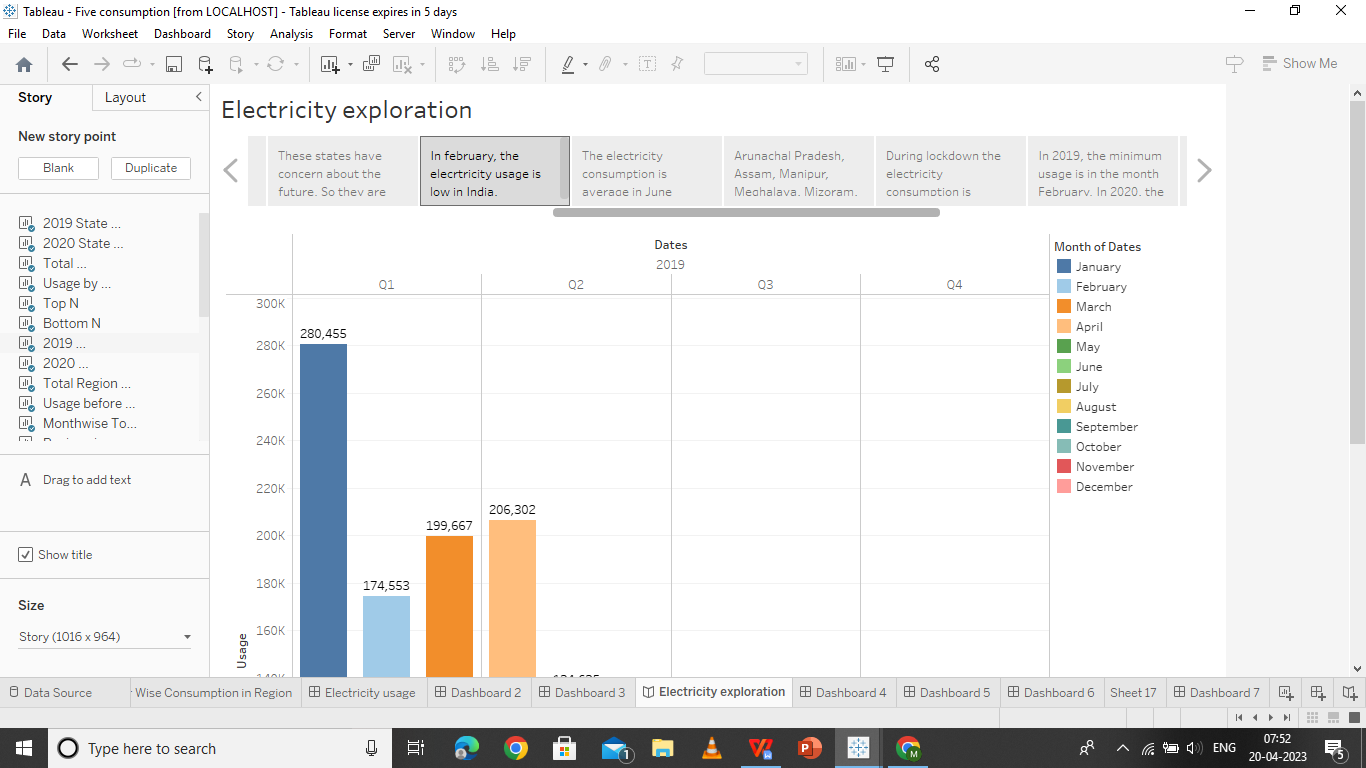 Tableau - Five consumption [from LOCALHOST] - Tableau license expires in 5 days
File Data Worksheet Dashboard Story Analysis Format Server Window Help
Show Me
Story Layout
New story point
Blank Duplicate
2019 State ...
2020 State ...
Total ...
Usage by ...
Top N
Bottom N
2019 ...
2020 ...
Total Region ...
Usage before ...
Monthwise To...
A Drag to add text
Show title
Size
Story (1016 x 964)
Electricity exploration
These states have
concern about the
future. So they are
In february, the
elecrtricity usage is
low in India.
The electricity
consumption is
average in June
Arunachal Pradesh,
Assam, Manipur,
Meghalaya, Mizoram,
During lockdown the
electricity
consumption is
In 2019, the minimum
usage is in the month
February. In 2020, the
Dates
2019
Q1 Q2 Q3 Q4
300K
280K
260K
240K
220K
200K
180K
160K
140K
Usage
280,455
174,553
199,667
206,302
Month of Dates
January
February
March
April
May
June
July
August
September
October
November
December
Data Source Wise Consumption in Region Electricity usage Dashboard 2 Dashboard 3 Electricity exploration Dashboard 4 Dashboard 5 Dashboard 6 Sheet 17 Dashboard 7
Type here to search
1
ENG
07:52
20-04-2023
5